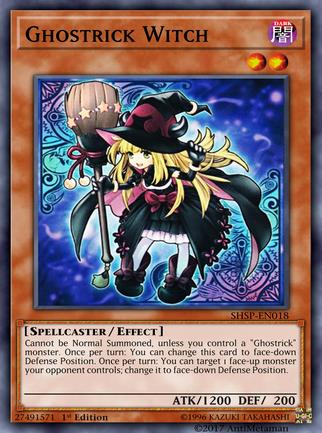 Ghostrick Witch
DARK
闇
SHSP-EN018
[Spellcaster / Effect]
Cannot be Normal Summoned, unless you control a "Ghostrick"
monster. Once per turn: You can change this card to face-down
Defense Position. Once per turn: You can target 1 face-up monster
your opponent controls; change it to face-down Defense Position.
ATK/1200 DEF/ 200
27491571 1st Edition ©1996 KAZUKI TAKAHASHI
©2017 AntiMetaman